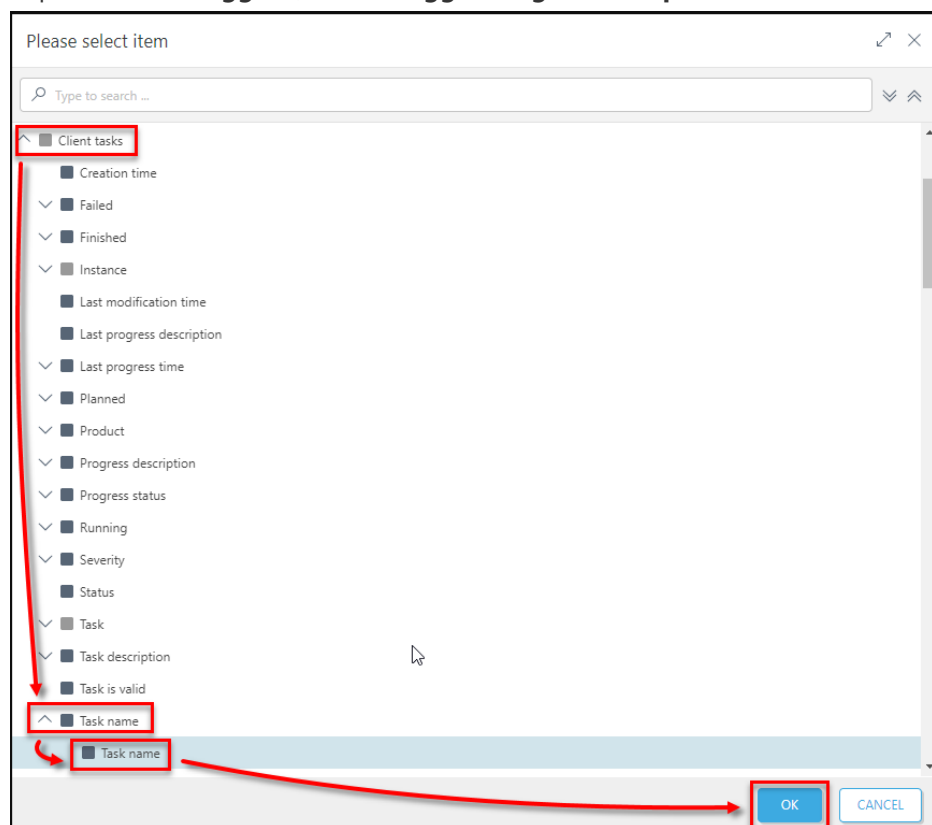 Please select item
Type to search ...
Client tasks
Creation time
Failed
Finished
Instance
Last modification time
Last progress description
Last progress time
Planned
Product
Progress description
Progress status
Running
Severity
Status
Task
Task description
Task is valid
Task name
Task name
OK CANCEL